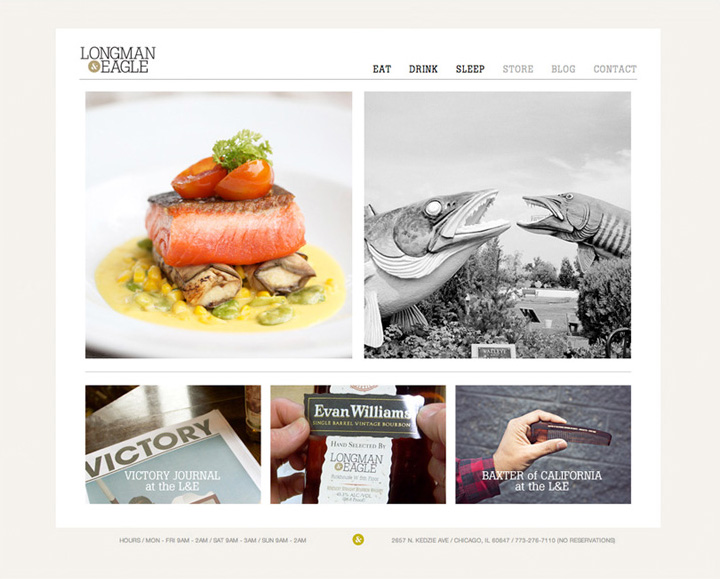 LONGMAN
& EAGLE
EAT DRINK SLEEP STORE BLOG CONTACT
VICTORY
VICTORY JOURNAL
at the L&E
Evan Williams
SINGLE BARREL VINTAGE BOURBON
HAND SELECTED BY
LONGMAN
& EAGLE
BAXTER of CALIFORNIA
at the L&E
HOURS / MON - FRI 9AM - 2AM / SAT 9AM - 3AM / SUN 9AM - 2AM
&
2657 N. KEDZIE AVE / CHICAGO, IL 60647 / 773-276-7110 (NO RESERVATIONS)